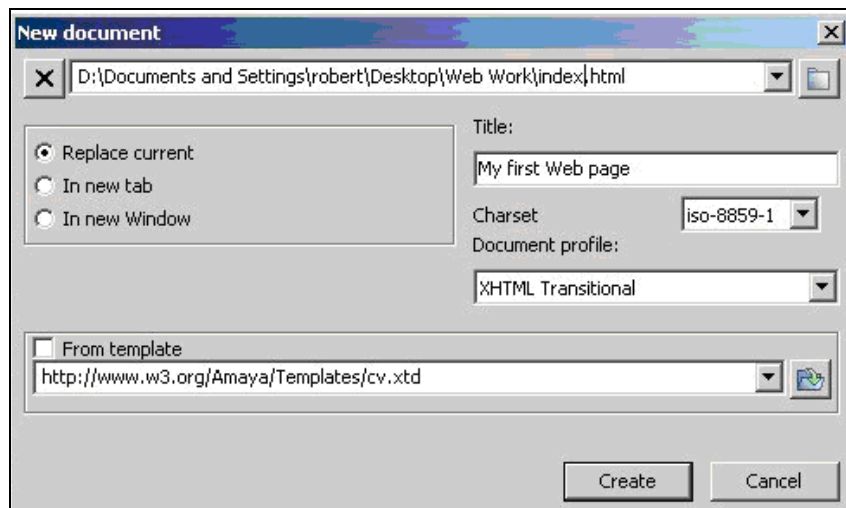 New document
D:\Documents and Settings\robert\Desktop\Web Work\index.html
Title:
Replace current
My first Web page
In new tab
In new Window
Charset
iso-8859-1
Document profile:
XHTML Transitional
From template
http://www.w3.org/Amaya/Templates/cv.xtd
Create
Cancel